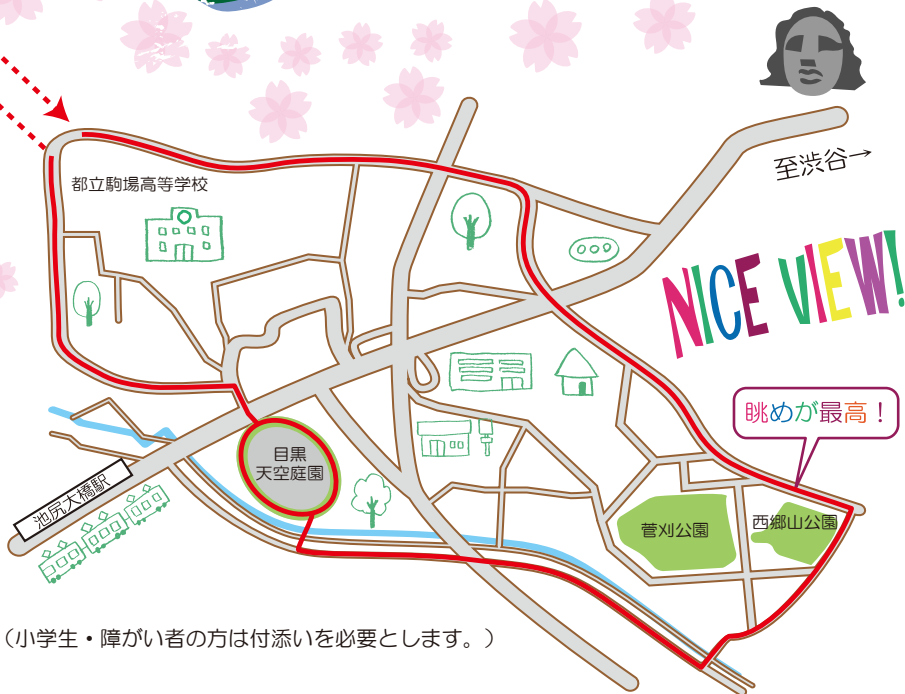 至渋谷→
都立駒場高等学校
NICE VIEW!
眺めが最高！
目黒
天空庭園
池尻大橋駅
菅刈公園
西郷山公園
（小学生・障がい者の方は付添いを必要とします。）